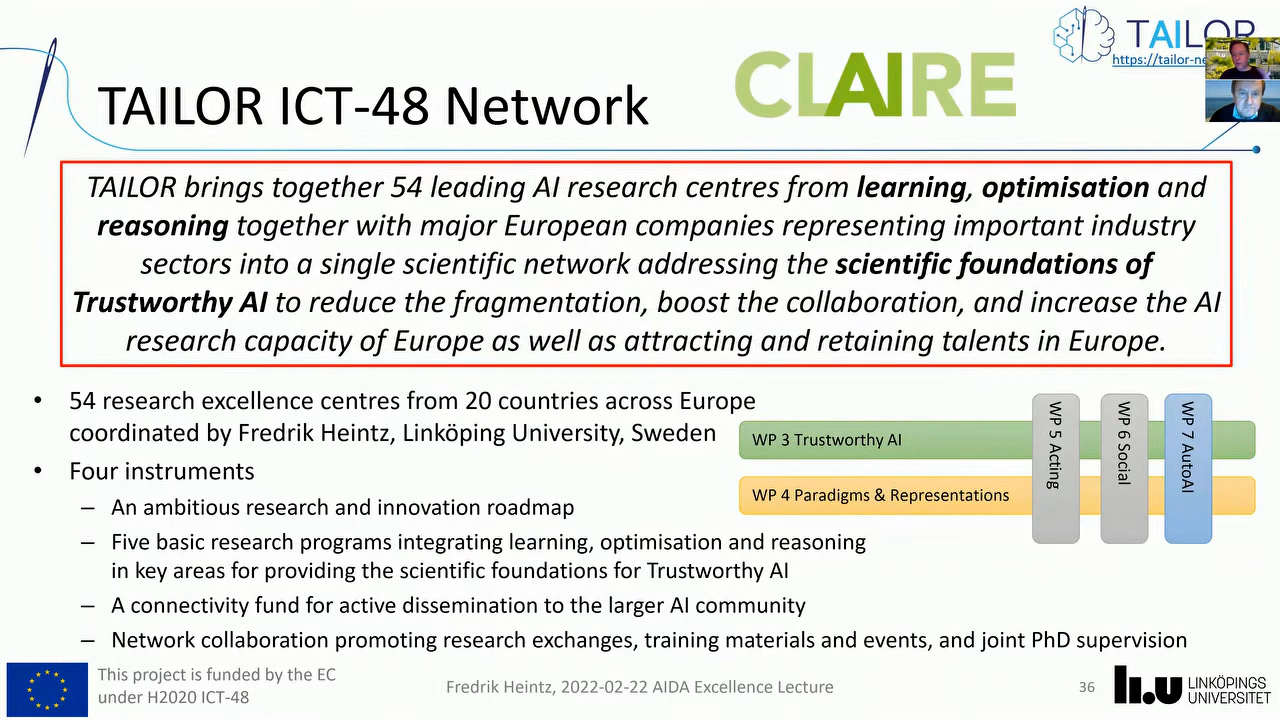 TAILOR
https://tailor-ne
CLAIRE
TAILOR ICT-48 Network
TAILOR brings together 54 leading AI research centres from learning, optimisation and
reasoning together with major European companies representing important industry
sectors into a single scientific network addressing the scientific foundations of
Trustworthy AI to reduce the fragmentation, boost the collaboration, and increase the AI
research capacity of Europe as well as attracting and retaining talents in Europe.
• 54 research excellence centres from 20 countries across Europe
coordinated by Fredrik Heintz, Linköping University, Sweden
• Four instruments
– An ambitious research and innovation roadmap
– Five basic research programs integrating learning, optimisation and reasoning
in key areas for providing the scientific foundations for Trustworthy AI
– A connectivity fund for active dissemination to the larger AI community
– Network collaboration promoting research exchanges, training materials and events, and joint PhD supervision
WP 3 Trustworthy AI
WP 4 Paradigms & Representations
WP 5 Acting
WP 6 Social
WP 7 AutoAI
This project is funded by the EC
under H2020 ICT-48
Fredrik Heintz, 2022-02-22 AIDA Excellence Lecture
36
LINKÖPINGS
UNIVERSITET